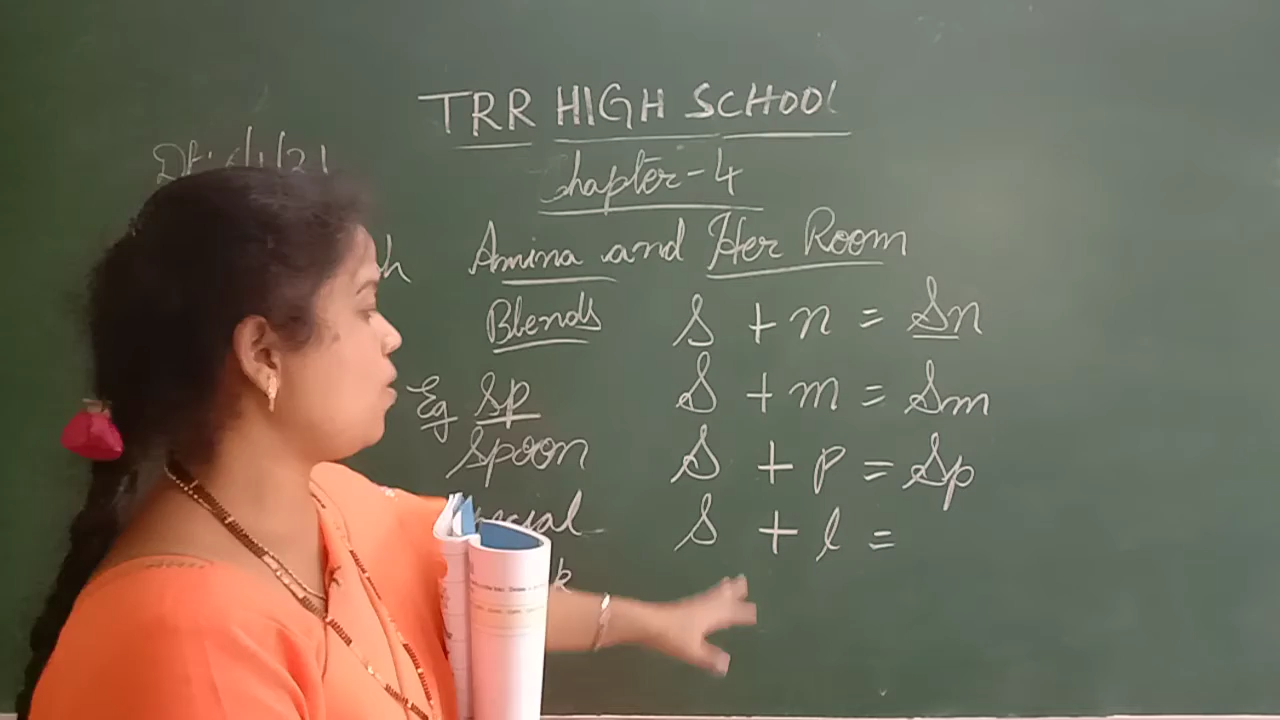 TRR HIGH SCHOOL
Chapter-4
Amina and Her Room
Blends S + n = Sn
S + m = Sm
Eg Sp
Spoon S + p = Sp
S + l =